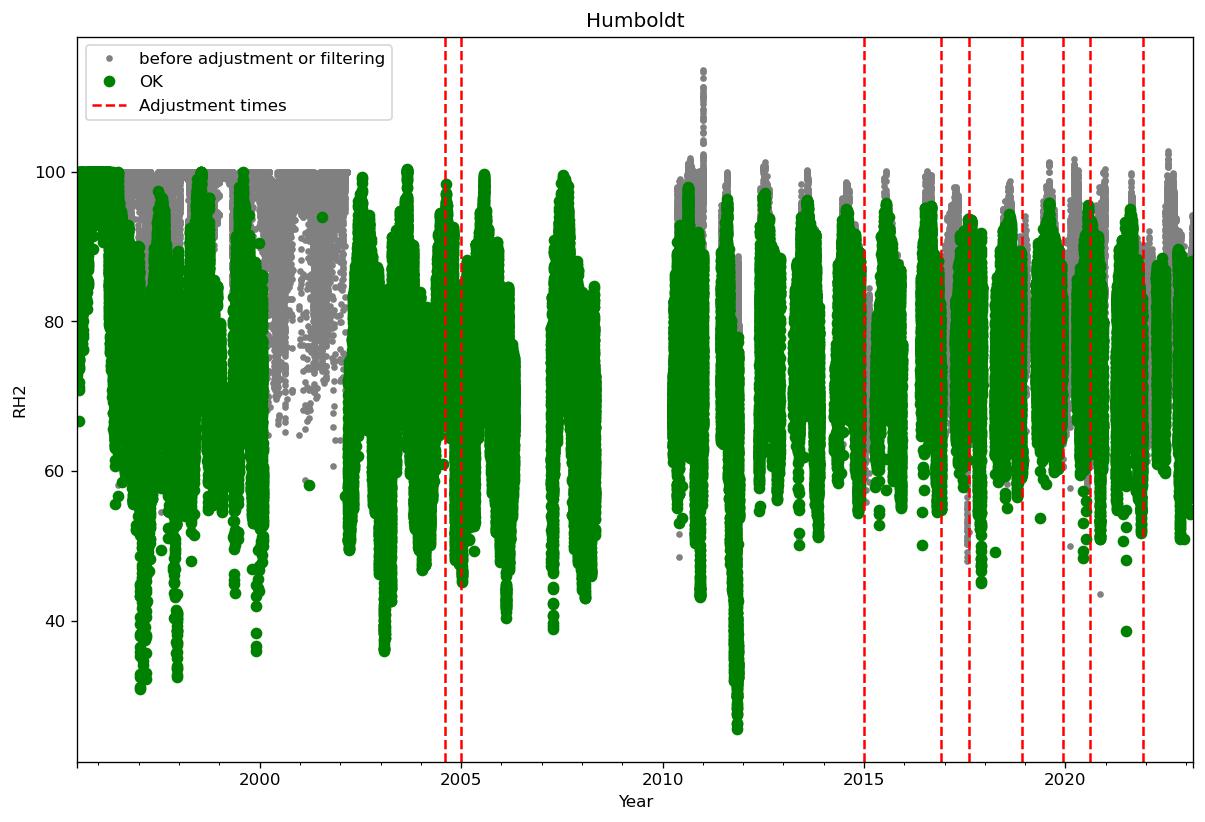 Humboldt
before adjustment or filtering
OK
Adjustment times
RH2
100
80
60
40
2000 2005 2010 2015 2020
Year